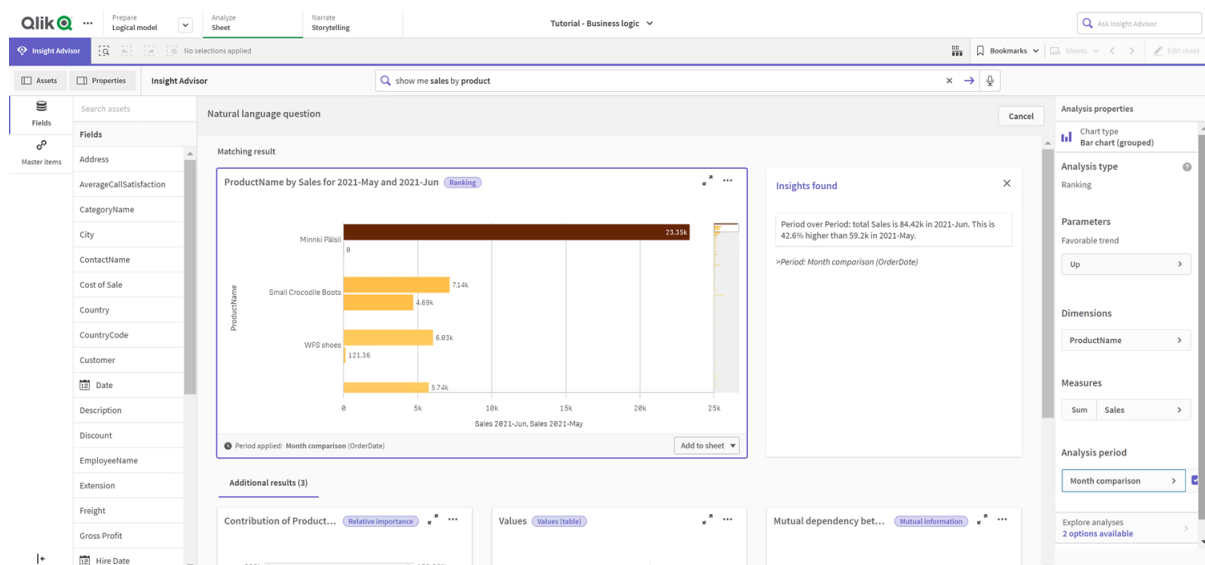 Qlik
Prepare
Logical model
Analyze
Sheet
Narrate
Storytelling
Tutorial - Business logic
Ask Insight Advisor
Insight Advisor
No selections applied
Bookmarks
Sheets
Edit sheet
Assets
Properties
Insight Advisor
show me sales by product
Fields
Master items
Search assets
Fields
Address
AverageCallSatisfaction
CategoryName
City
ContactName
Cost of Sale
Country
CountryCode
Customer
Date
Description
Discount
EmployeeName
Extension
Freight
Gross Profit
Hire Date
Natural language question
Cancel
Matching result
ProductName by Sales for 2021-May and 2021-Jun
Ranking
ProductName
Minnki Pälsii
23.35k
0
Small Crocodile Boots
7.14k
4.69k
WFS shoes
6.03k
121.36
5.74k
0
5k
10k
15k
20k
25k
Sales 2021-Jun, Sales 2021-May
Period applied: Month comparison (OrderDate)
Add to sheet
Insights found
Period over Period: total Sales is 84.42k in 2021-Jun. This is
42.6% higher than 59.2k in 2021-May.
>Period: Month comparison (OrderDate)
Additional results (3)
Contribution of Product...
Relative importance
Values
Values (table)
Mutual dependency bet...
Mutual information
Analysis properties
Chart type
Bar chart (grouped)
Analysis type
Ranking
Parameters
Favorable trend
Up
Dimensions
ProductName
Measures
Sum
Sales
Analysis period
Month comparison
Explore analyses
2 options available